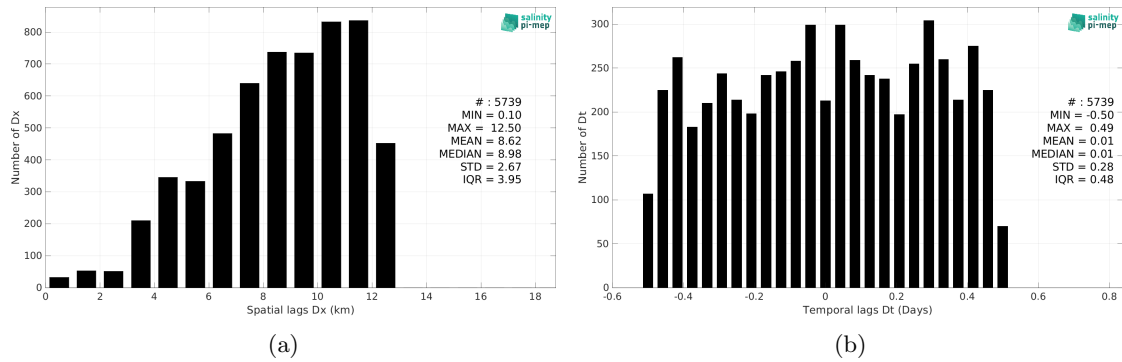 800
700
600
500
400
300
200
100
0
Number of Dx
0 2 4 6 8 10 12 14 16 18
Spatial lags Dx (km)
salinity
pi-mep
# : 5739
MIN = 0.10
MAX = 12.50
MEAN = 8.62
MEDIAN = 8.98
STD = 2.67
IQR = 3.95
(a)
300
250
200
150
100
50
0
Number of Dt
-0.6 -0.4 -0.2 0 0.2 0.4 0.6 0.8
Temporal lags Dt (Days)
salinity
pi-mep
# : 5739
MIN = -0.50
MAX = 0.49
MEAN = 0.01
MEDIAN = 0.01
STD = 0.28
IQR = 0.48
(b)